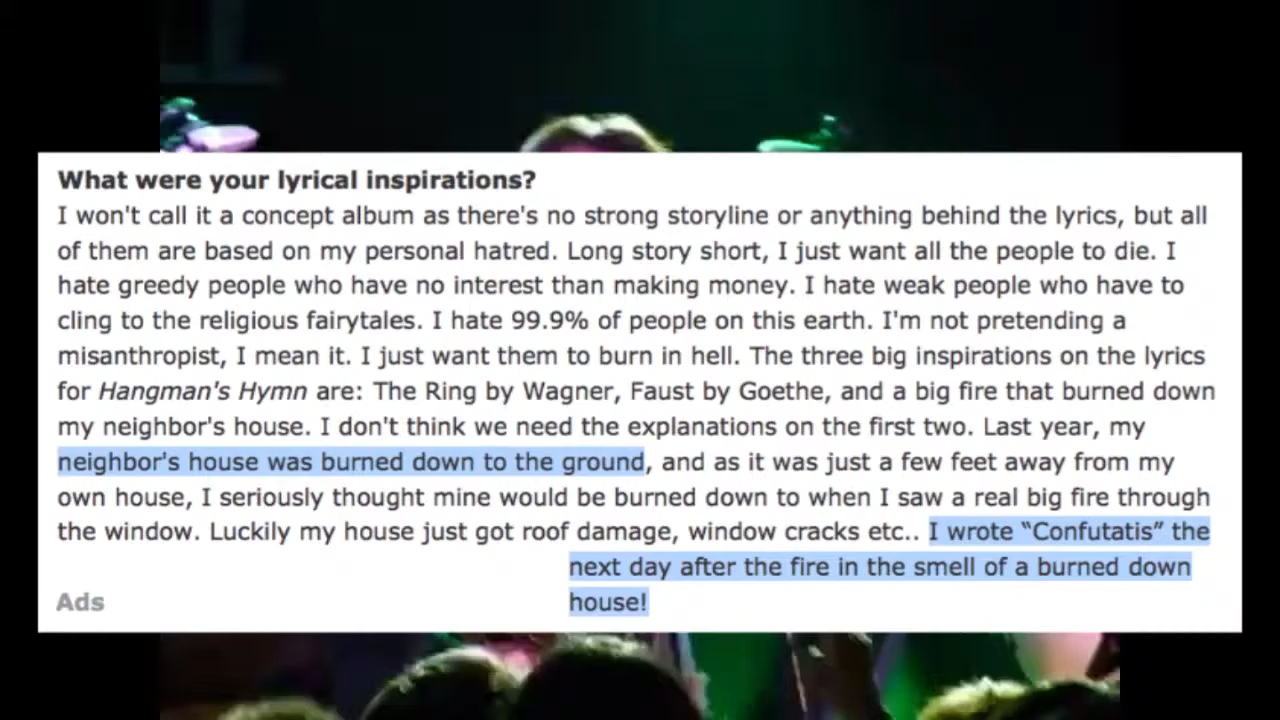 What were your lyrical inspirations?
I won't call it a concept album as there's no strong storyline or anything behind the lyrics, but all
of them are based on my personal hatred. Long story short, I just want all the people to die. I
hate greedy people who have no interest than making money. I hate weak people who have to
cling to the religious fairytales. I hate 99.9% of people on this earth. I'm not pretending a
misanthropist, I mean it. I just want them to burn in hell. The three big inspirations on the lyrics
for Hangman's Hymn are: The Ring by Wagner, Faust by Goethe, and a big fire that burned down
my neighbor's house. I don't think we need the explanations on the first two. Last year, my
neighbor's house was burned down to the ground, and as it was just a few feet away from my
own house, I seriously thought mine would be burned down to when I saw a real big fire through
the window. Luckily my house just got roof damage, window cracks etc.. I wrote “Confutatis” the
next day after the fire in the smell of a burned down
Ads house!